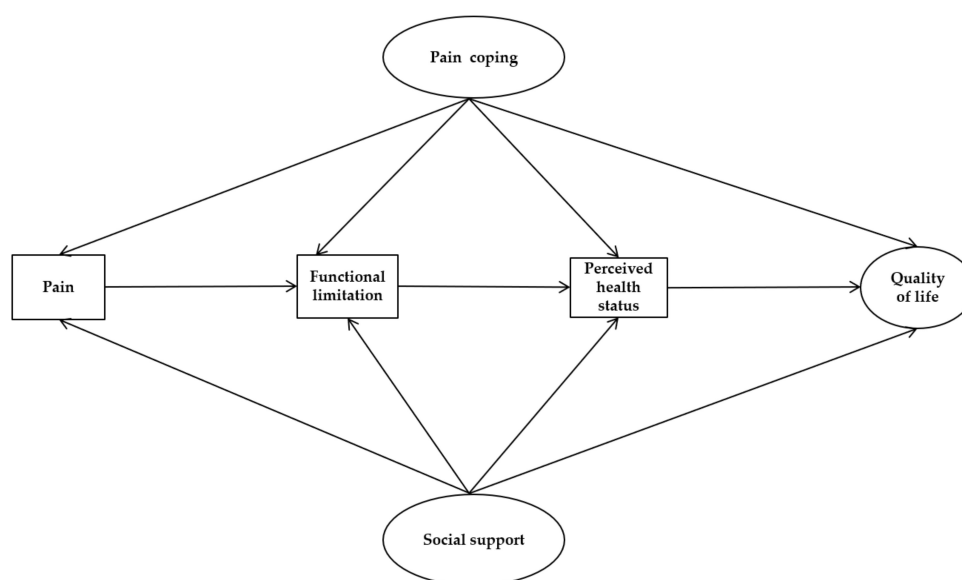 Pain coping
Pain
Functional
limitation
Perceived
health
status
Quality
of life
Social support